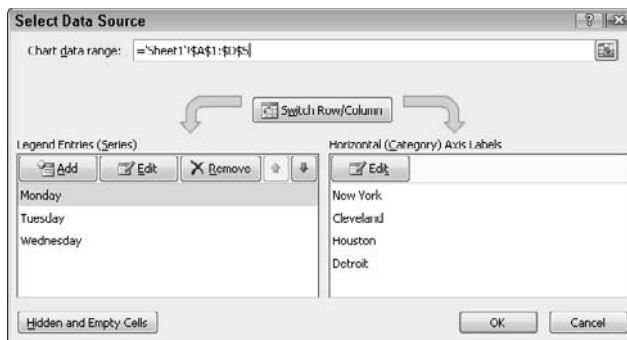 Select Data Source
Chart data range: ='Sheet1'!$A$1:$D$5
Switch Row/Column
Legend Entries (Series)
Horizontal (Category) Axis Labels
Add Edit Remove
Edit
Monday
Tuesday
Wednesday
New York
Cleveland
Houston
Detroit
Hidden and Empty Cells
OK Cancel